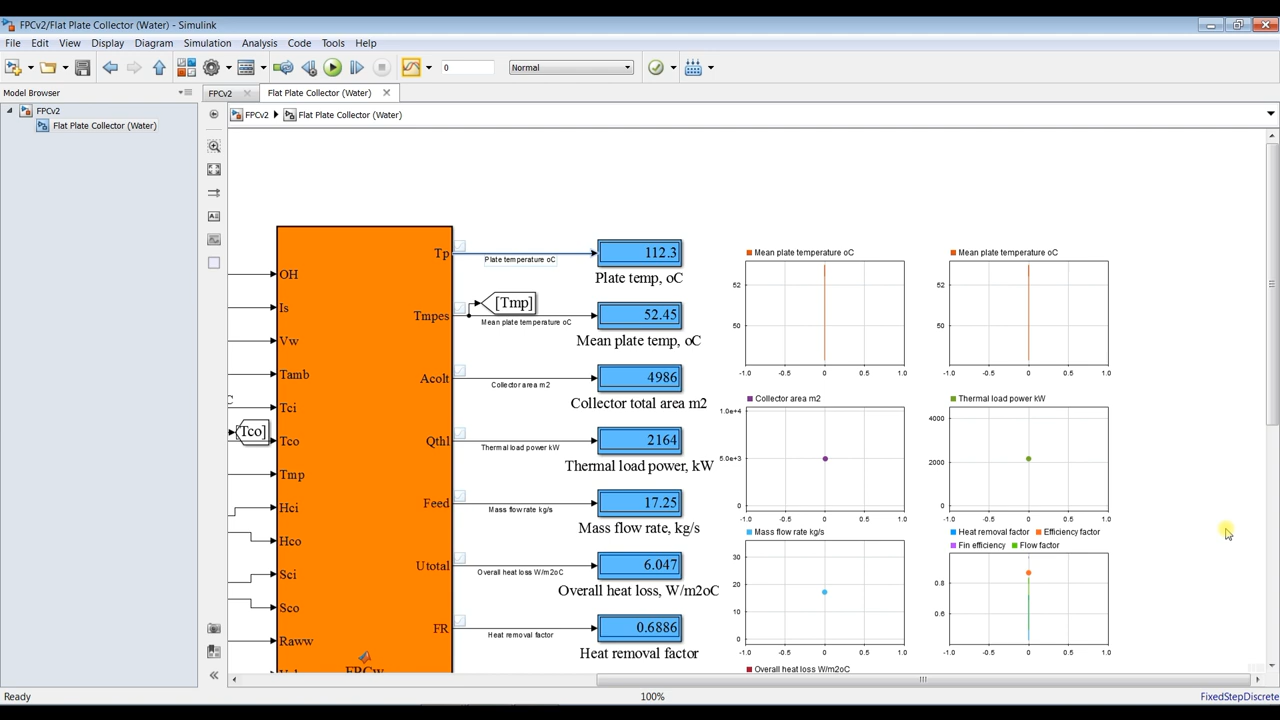 FPCv2/Flat Plate Collector (Water) - Simulink
File Edit View Display Diagram Simulation Analysis Code Tools Help
0
Normal
Model Browser
FPCv2
Flat Plate Collector (Water)
FPCv2
Flat Plate Collector (Water)
FPCv2
Flat Plate Collector (Water)
OH
Is
Vw
Tamb
Tci
C
[Tco]
Tco
Tmp
Hci
Hco
Sci
Sco
Raww
FPCw
Tp
Plate temperature oC
112.3
Plate temp, oC
Tmpes
[Tmp]
Mean plate temperature oC
52.45
Mean plate temp, oC
Acolt
Collector area m2
4986
Collector total area m2
Qthl
Thermal load power kW
2164
Thermal load power, kW
Feed
Mass flow rate kg/s
17.25
Mass flow rate, kg/s
Utotal
Overall heat loss W/m2oC
6.047
Overall heat loss, W/m2oC
FR
Heat removal factor
0.6886
Heat removal factor
Mean plate temperature oC
52
50
-1.0 -0.5 0 0.5 1.0
Mean plate temperature oC
52
50
-1.0 -0.5 0 0.5 1.0
Collector area m2
1.0e+4
5.0e+3
0
-1.0 -0.5 0 0.5 1.0
Thermal load power kW
4000
2000
0
-1.0 -0.5 0 0.5 1.0
Mass flow rate kg/s
30
20
10
0
-1.0 -0.5 0 0.5 1.0
Heat removal factor Efficiency factor
Fin efficiency Flow factor
0.8
0.6
-1.0 -0.5 0 0.5 1.0
Overall heat loss W/m2oC
Ready
100%
FixedStepDiscrete